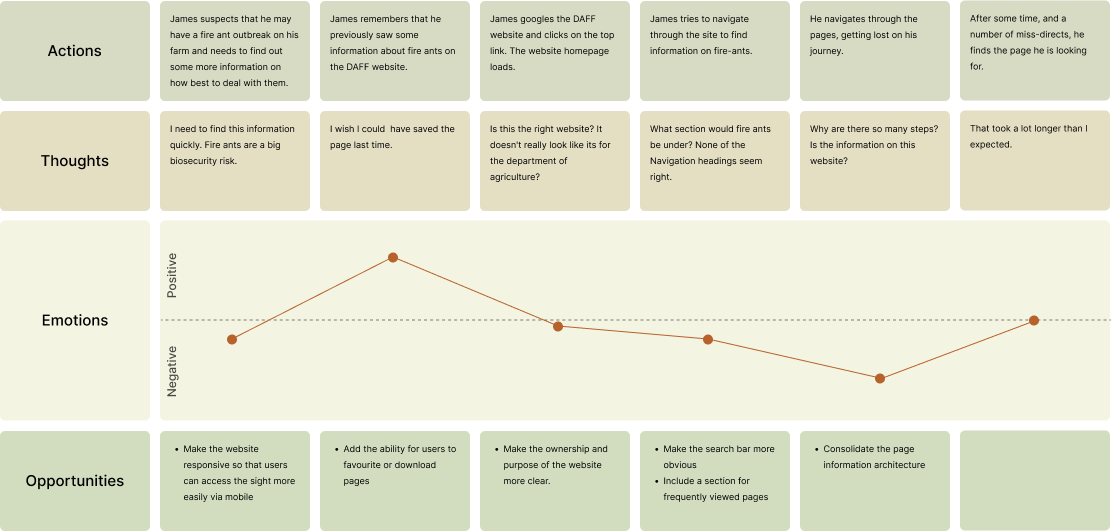 Actions
James suspects that he may
have a fire ant outbreak on his
farm and needs to find out
some more information on
how best to deal with them.
James remembers that he
previously saw some
information about fire ants on
the DAFF website.
James googles the DAFF
website and clicks on the top
link. The website homepage
loads.
James tries to navigate
through the site to find
information on fire-ants.
He navigates through the
pages, getting lost on his
journey.
After some time, and a
number of miss-directs, he
finds the page he is looking
for.
Thoughts
I need to find this information
quickly. Fire ants are a big
biosecurity risk.
I wish I could  have saved the
page last time.
Is this the right website? It
doesn't really look like its for
the department of
agriculture?
What section would fire ants
be under? None of the
Navigation headings seem
right.
Why are there so many steps?
Is the information on this
website?
That took a lot longer than I
expected.
Emotions
Positive
Negative
Opportunities
• Make the website
responsive so that users
can access the sight more
easily via mobile
• Add the ability for users to
favourite or download
pages
• Make the ownership and
purpose of the website
more clear.
• Make the search bar more
obvious
• Include a section for
frequently viewed pages
• Consolidate the page
information architecture